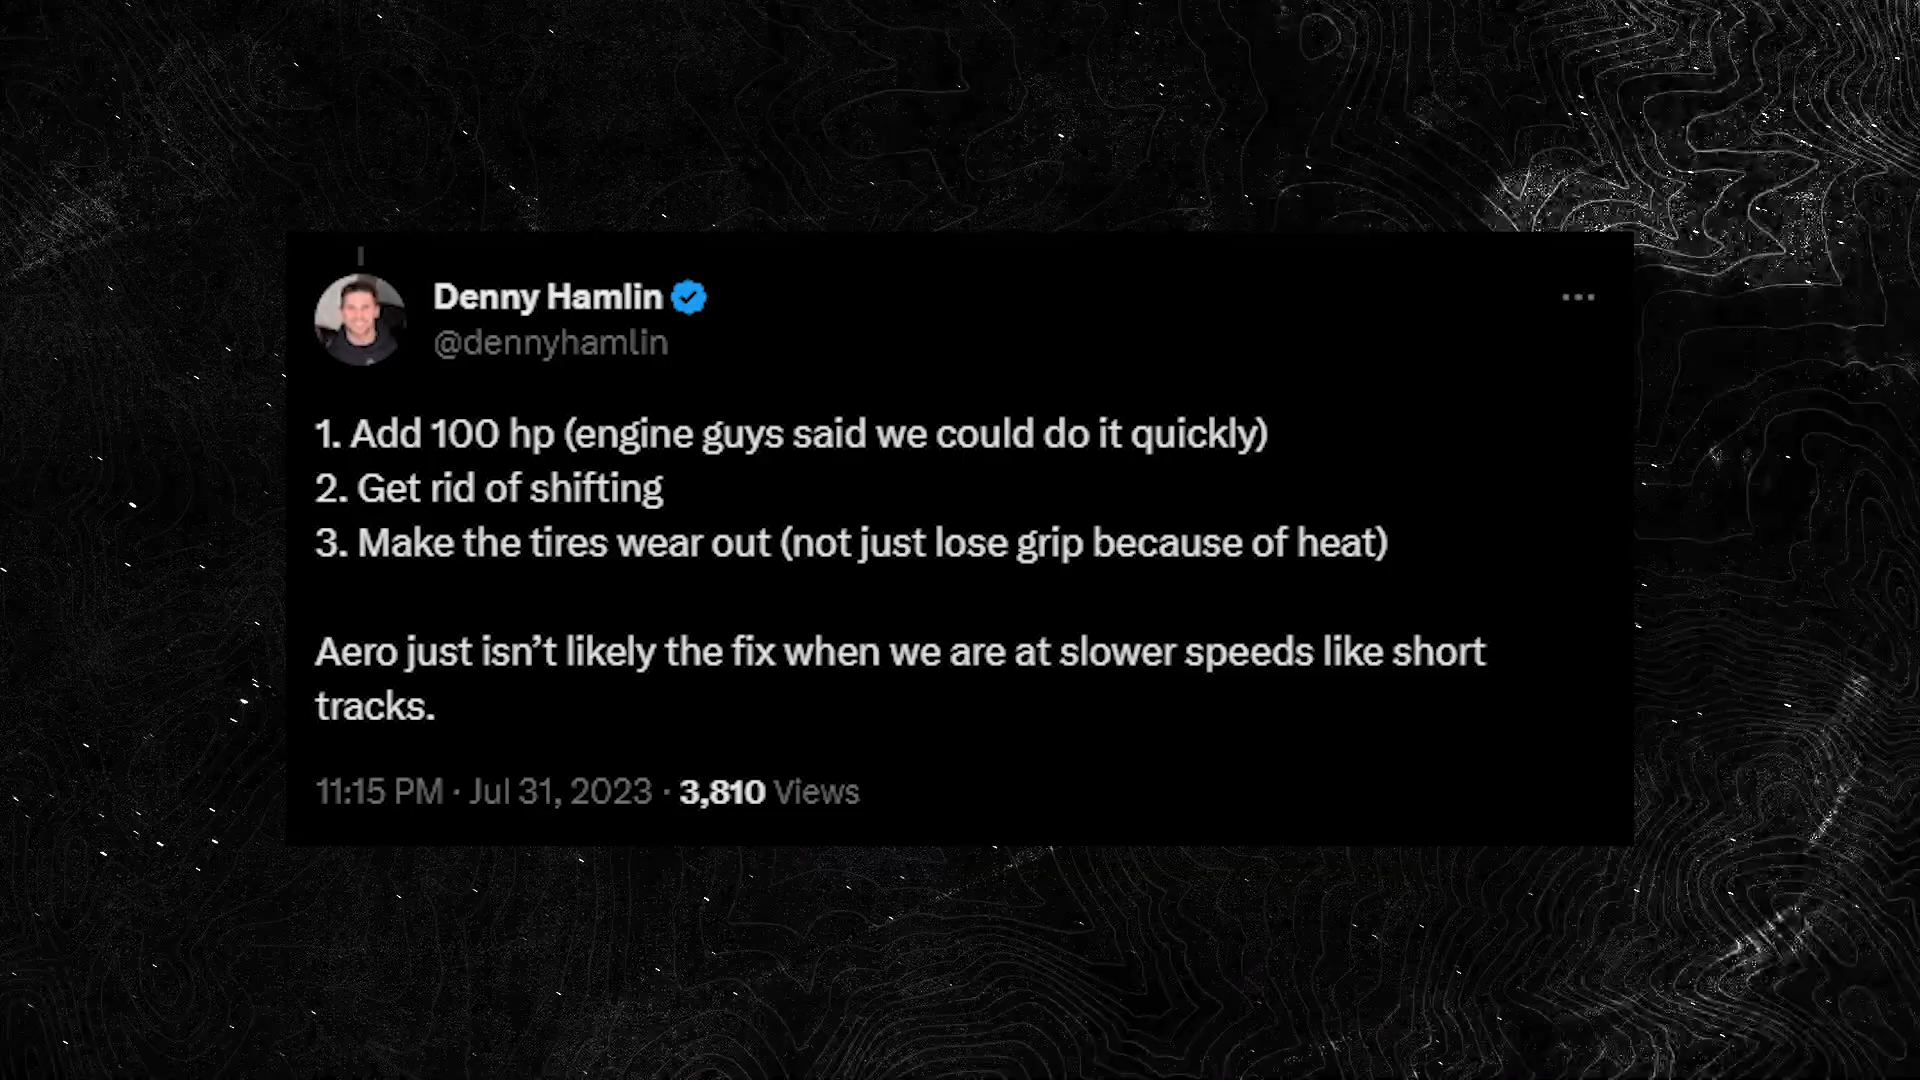 Denny Hamlin
@dennyhamlin
1. Add 100 hp (engine guys said we could do it quickly)
2. Get rid of shifting
3. Make the tires wear out (not just lose grip because of heat)
Aero just isn’t likely the fix when we are at slower speeds like short
tracks.
11:15 PM · Jul 31, 2023 · 3,810 Views